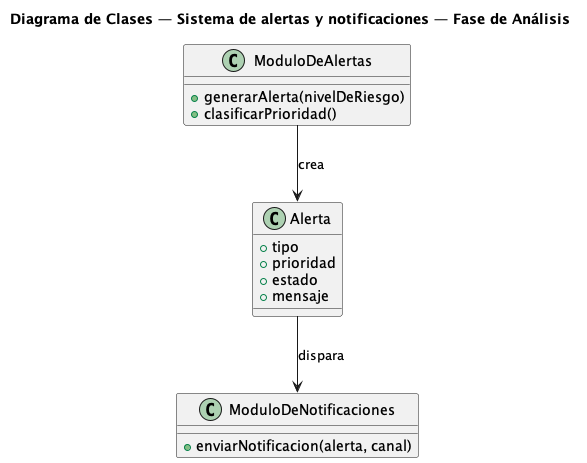 Diagrama de Clases — Sistema de alertas y notificaciones — Fase de Análisis
C ModuloDeAlertas
generarAlerta(nivelDeRiesgo)
clasificarPrioridad()
crea
C Alerta
tipo
prioridad
estado
mensaje
dispara
C ModuloDeNotificaciones
enviarNotificacion(alerta, canal)